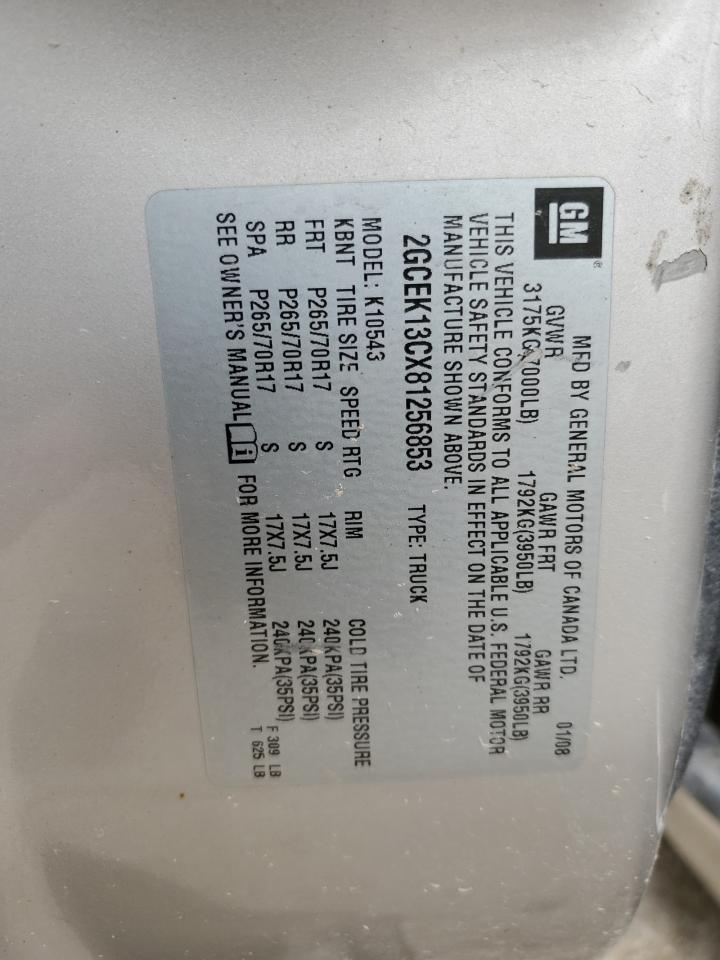 GM®
MFD BY GENERAL MOTORS OF CANADA LTD. 01/08
GVWR GAWR FRT GAWR RR
3175KG(7000LB) 1792KG(3950LB) 1792KG(3950LB)
THIS VEHICLE CONFORMS TO ALL APPLICABLE U.S. FEDERAL MOTOR
VEHICLE SAFETY STANDARDS IN EFFECT ON THE DATE OF
MANUFACTURE SHOWN ABOVE.
2GCEK13CX81256853 TYPE: TRUCK
MODEL: K10543
KBNT TIRE SIZE SPEED RTG RIM COLD TIRE PRESSURE
FRT P265/70R17 S 17X7.5J 240KPA(35PSI)
RR P265/70R17 S 17X7.5J 240KPA(35PSI)
SPA P265/70R17 S 17X7.5J 240KPA(35PSI)
SEE OWNER'S MANUAL i FOR MORE INFORMATION.
F 309 LB
T 625 LB